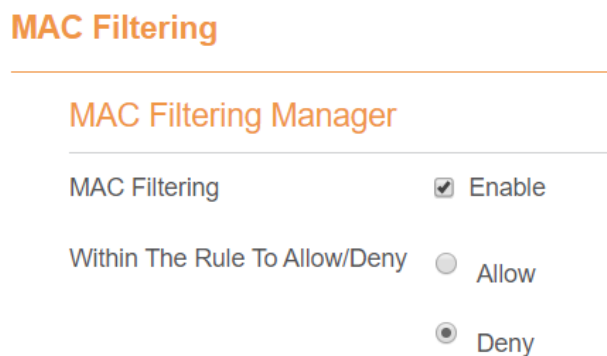 MAC Filtering
MAC Filtering Manager
MAC Filtering Enable
Within The Rule To Allow/Deny Allow
Deny